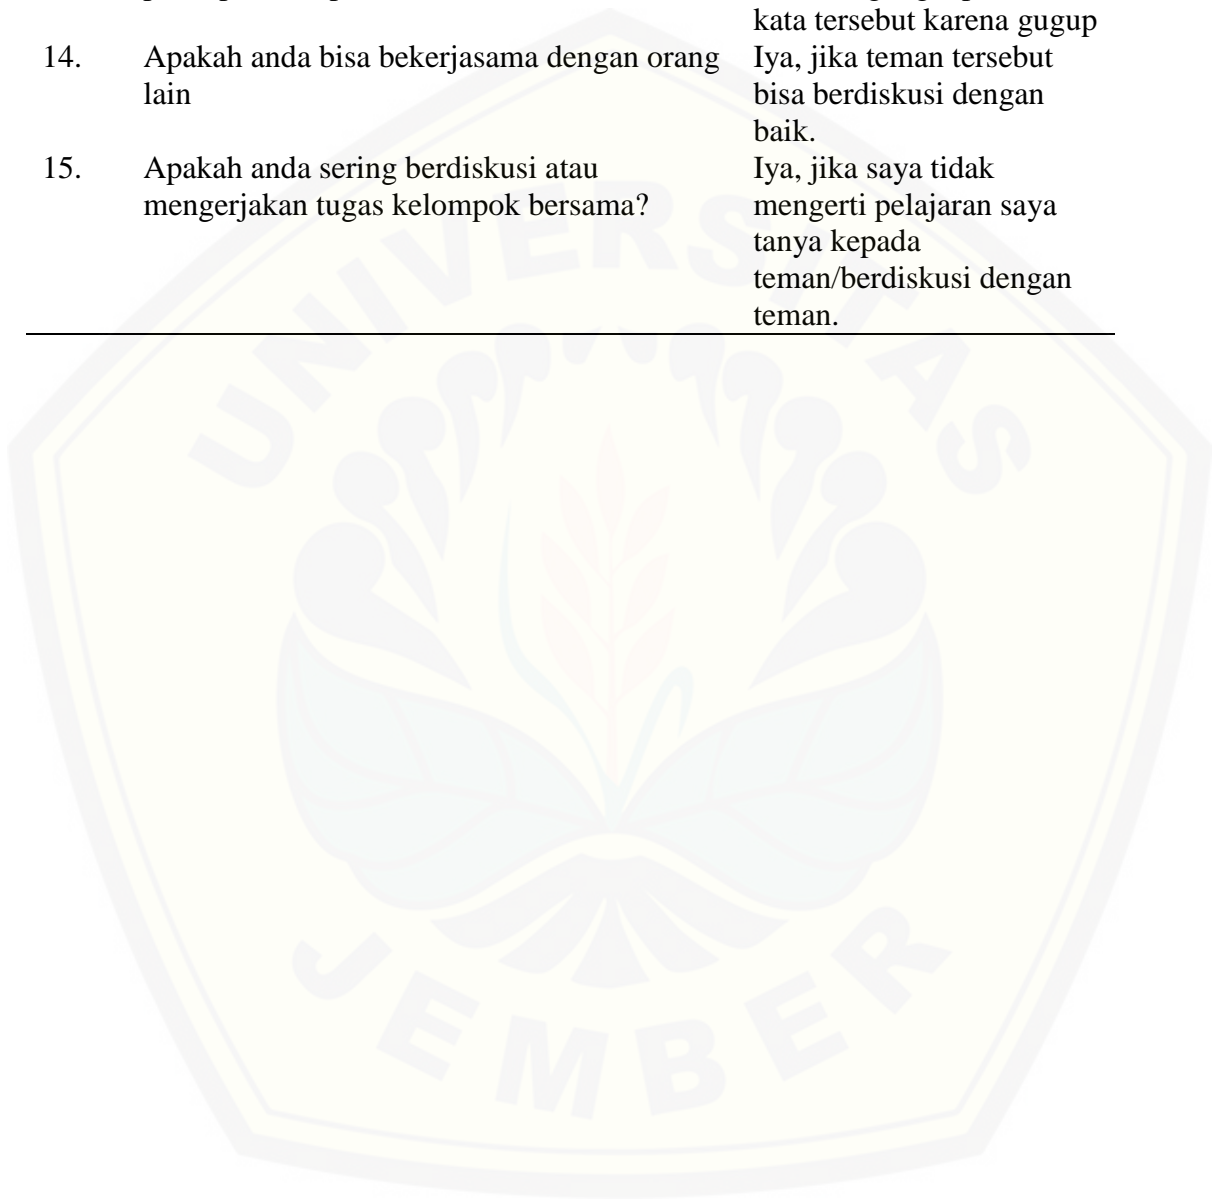 kata tersebut karena gugup
14. Apakah anda bisa bekerjasama dengan orang lain
Iya, jika teman tersebut bisa berdiskusi dengan baik.
15. Apakah anda sering berdiskusi atau mengerjakan tugas kelompok bersama?
Iya, jika saya tidak mengerti pelajaran saya tanya kepada teman/berdiskusi dengan teman.
UNIVERSITAS
JEMBER